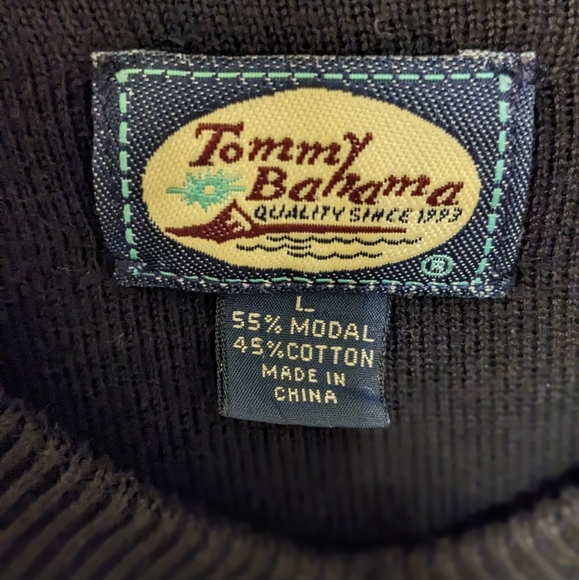 Tommy
Bahama
QUALITY SINCE 1993
®
L
55% MODAL
45% COTTON
MADE IN
CHINA